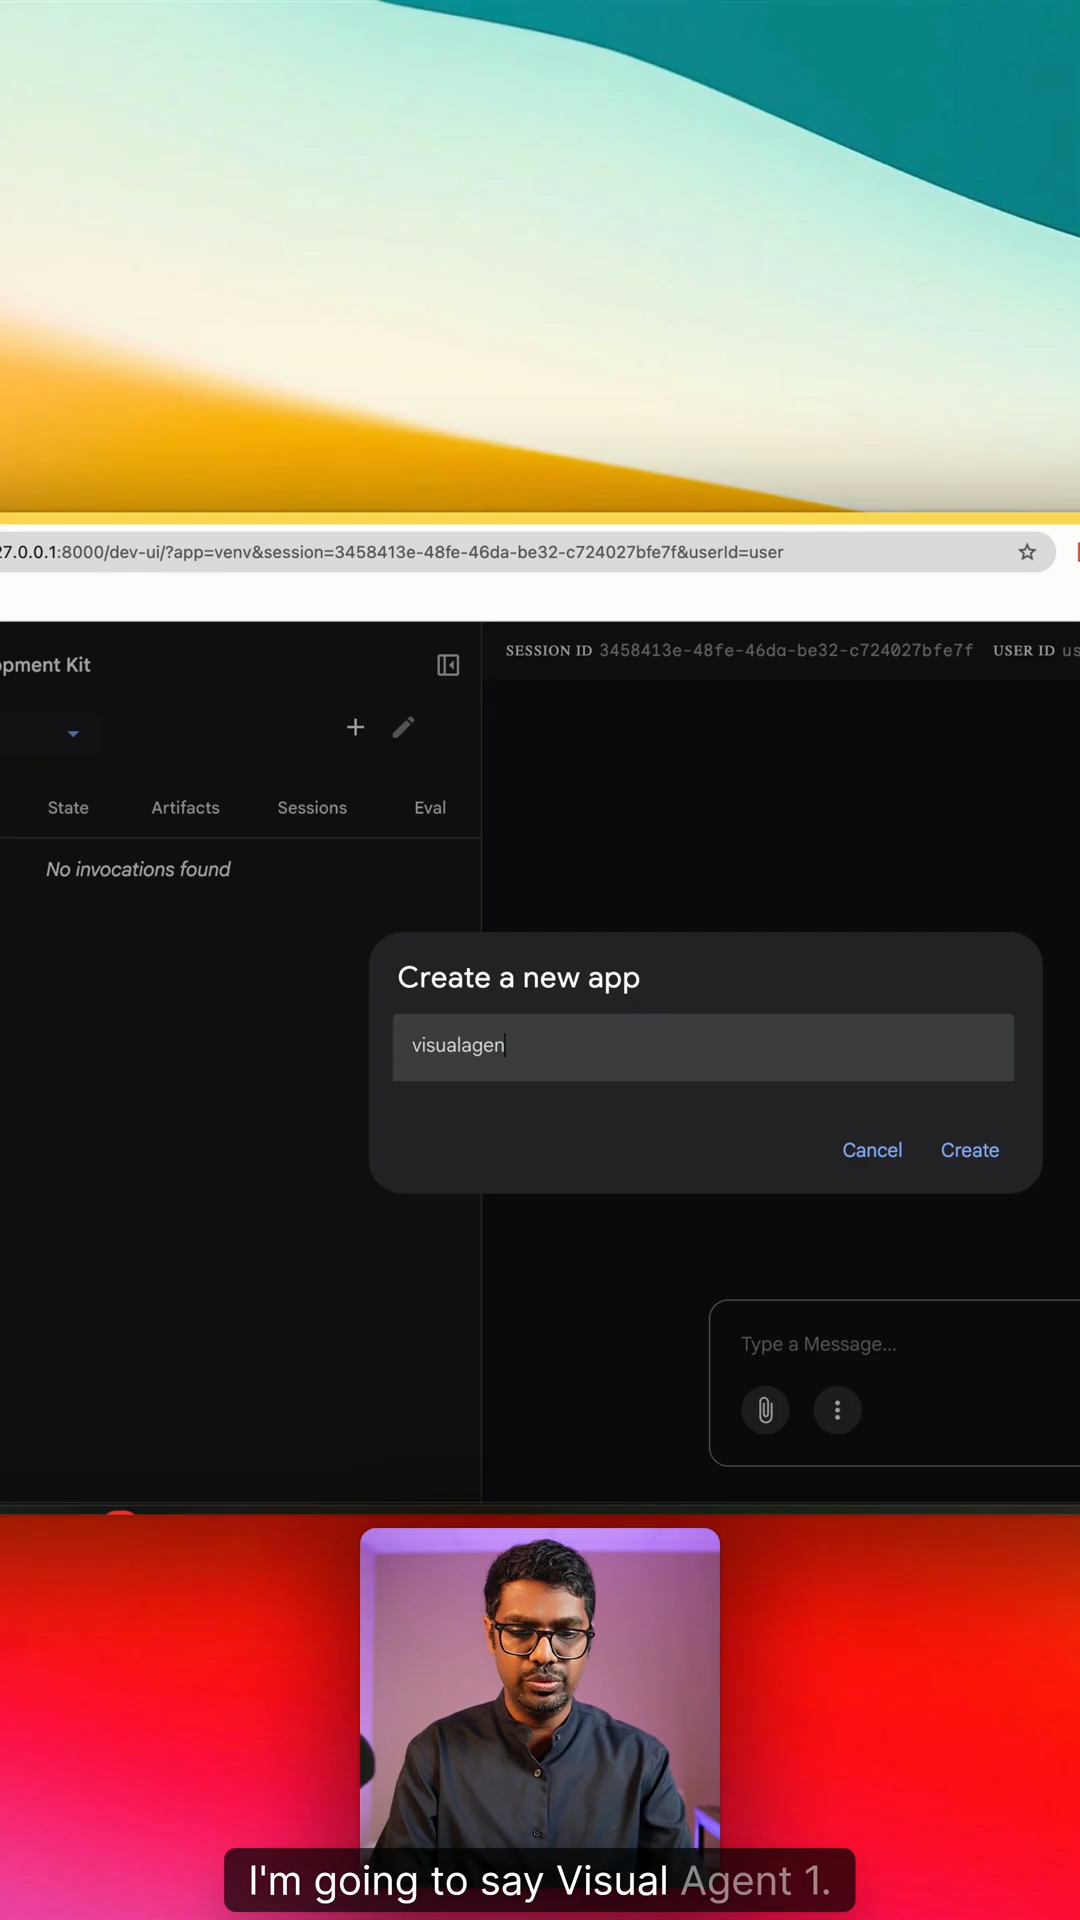 27.0.0.1:8000/dev-ui/?app=venv&session=3458413e-48fe-46da-be32-c724027bfe7f&userId=user
opment Kit
SESSION ID 3458413e-48fe-46da-be32-c724027bfe7f USER ID us
State Artifacts Sessions Eval
No invocations found
Create a new app
visualagen
Cancel Create
Type a Message...
I'm going to say Visual Agent 1.